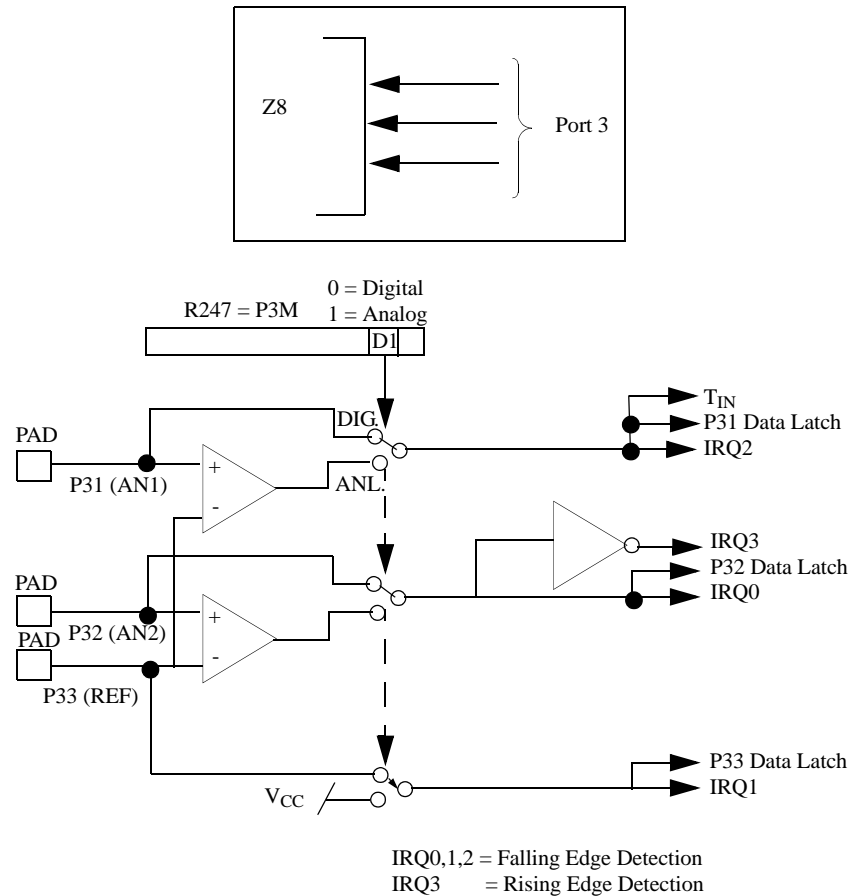 Z8
Port 3
0 = Digital
R247 = P3M
1 = Analog
D1
DIG.
TIN
P31 Data Latch
PAD
IRQ2
P31 (AN1)
+
-
ANL.
IRQ3
P32 Data Latch
PAD
IRQ0
P32 (AN2)
+
-
PAD
P33 (REF)
P33 Data Latch
VCC
IRQ1
IRQ0,1,2 = Falling Edge Detection
IRQ3 = Rising Edge Detection